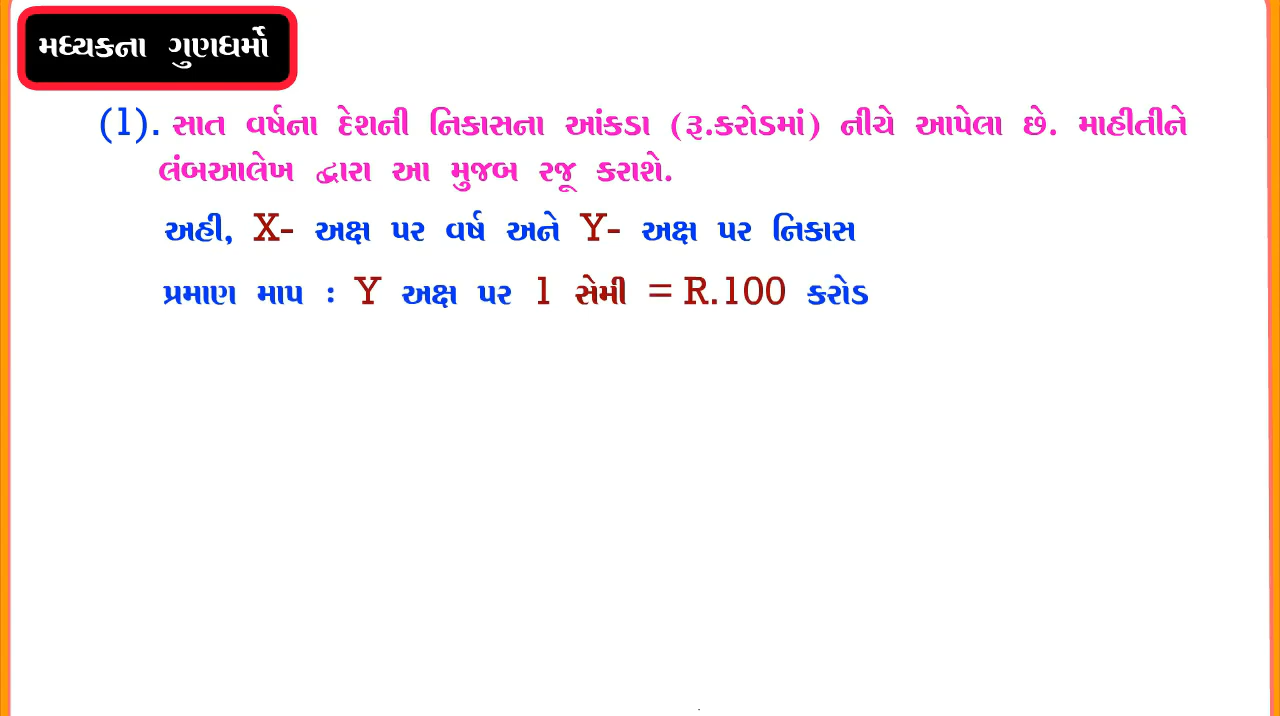 મધ્યકના ગુણધર્મો
(1). સાત વર્ષના દેશની નિકાસના આંકડા (રૂ.કરોડમાં) નીચે આપેલા છે. માહીતીને
લંબઆલેખ દ્વારા આ મુજબ રજૂ કરાશે.
અહી, X- અક્ષ પર વર્ષ અને Y- અક્ષ પર નિકાસ
પ્રમાણ માપ : Y અક્ષ પર 1 સેમી = R.100 કરોડ